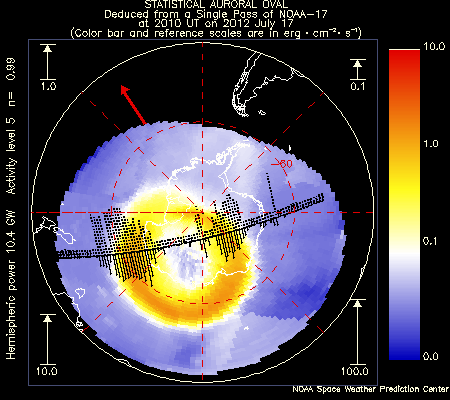 STATISTICAL AURORAL OVAL
Deduced from a Single Pass of NOAA-17
at 2010 UT on 2012 July 17
(Color bar and reference scales are in erg · cm⁻² · s⁻¹)
1.0
0.1
10.0
1.0
0.1
0.0
-60
10.0
100.0
Hemispheric power 10.4 GW Activity level 5 n= 0.99
NOAA Space Weather Prediction Center